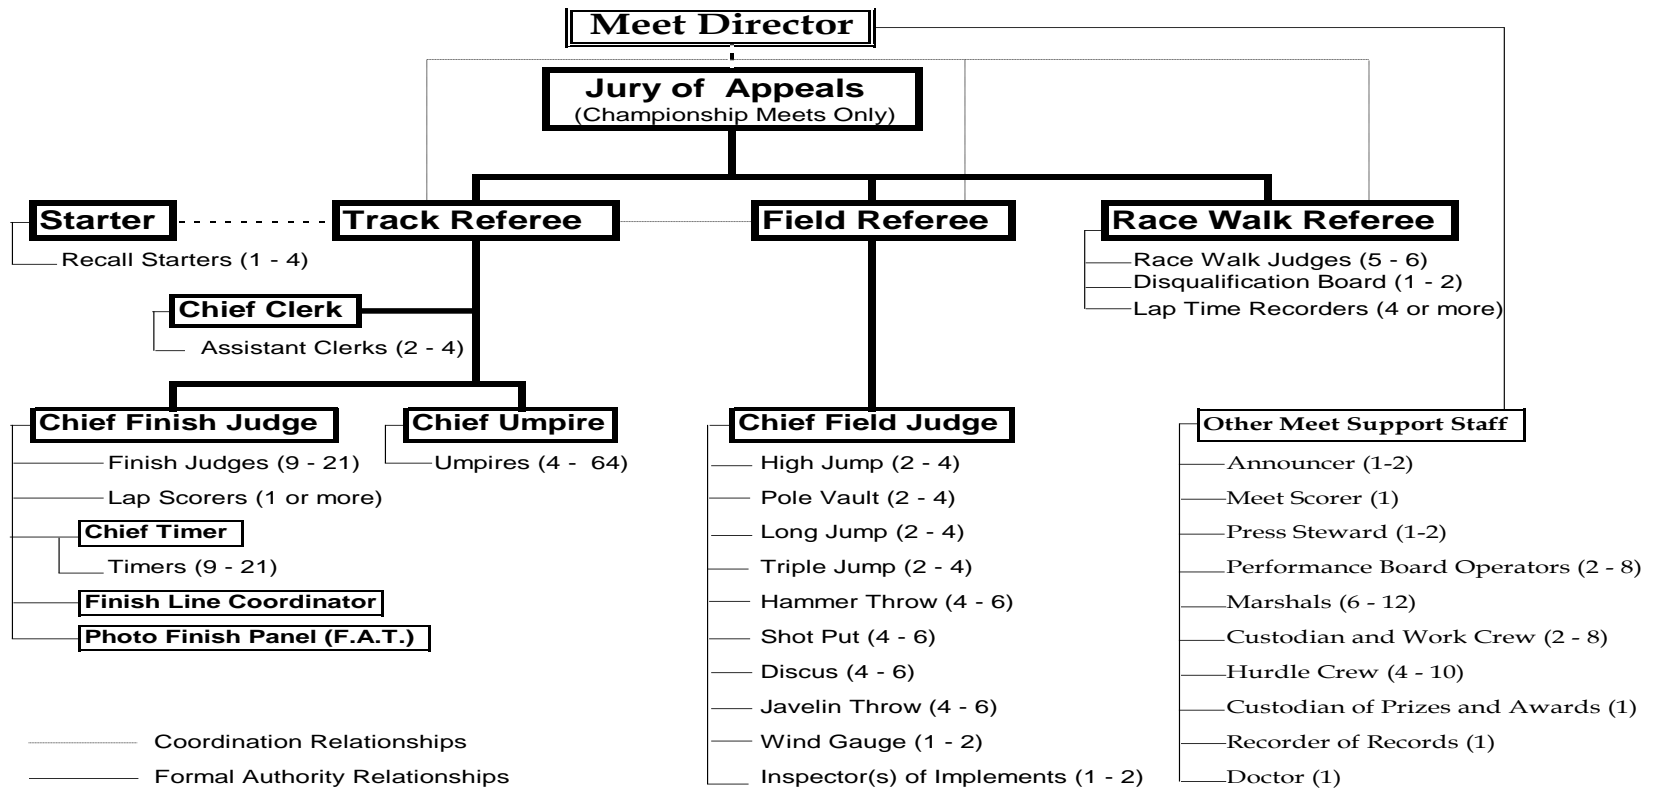 Meet Director
Jury of Appeals
(Championship Meets Only)
Starter
Track Referee
Field Referee
Race Walk Referee
Recall Starters (1 - 4)
Race Walk Judges (5 - 6)
Disqualification Board (1 - 2)
Lap Time Recorders (4 or more)
Chief Clerk
Assistant Clerks (2 - 4)
Chief Finish Judge
Finish Judges (9 - 21)
Lap Scorers (1 or more)
Chief Timer
Timers (9 - 21)
Finish Line Coordinator
Photo Finish Panel (F.A.T.)
Chief Umpire
Umpires (4 - 64)
Chief Field Judge
High Jump (2 - 4)
Pole Vault (2 - 4)
Long Jump (2 - 4)
Triple Jump (2 - 4)
Hammer Throw (4 - 6)
Shot Put (4 - 6)
Discus (4 - 6)
Javelin Throw (4 - 6)
Wind Gauge (1 - 2)
Inspector(s) of Implements (1 - 2)
Other Meet Support Staff
Announcer (1-2)
Meet Scorer (1)
Press Steward (1-2)
Performance Board Operators (2 - 8)
Marshals (6 - 12)
Custodian and Work Crew (2 - 8)
Hurdle Crew (4 - 10)
Custodian of Prizes and Awards (1)
Recorder of Records (1)
Doctor (1)
Coordination Relationships
Formal Authority Relationships